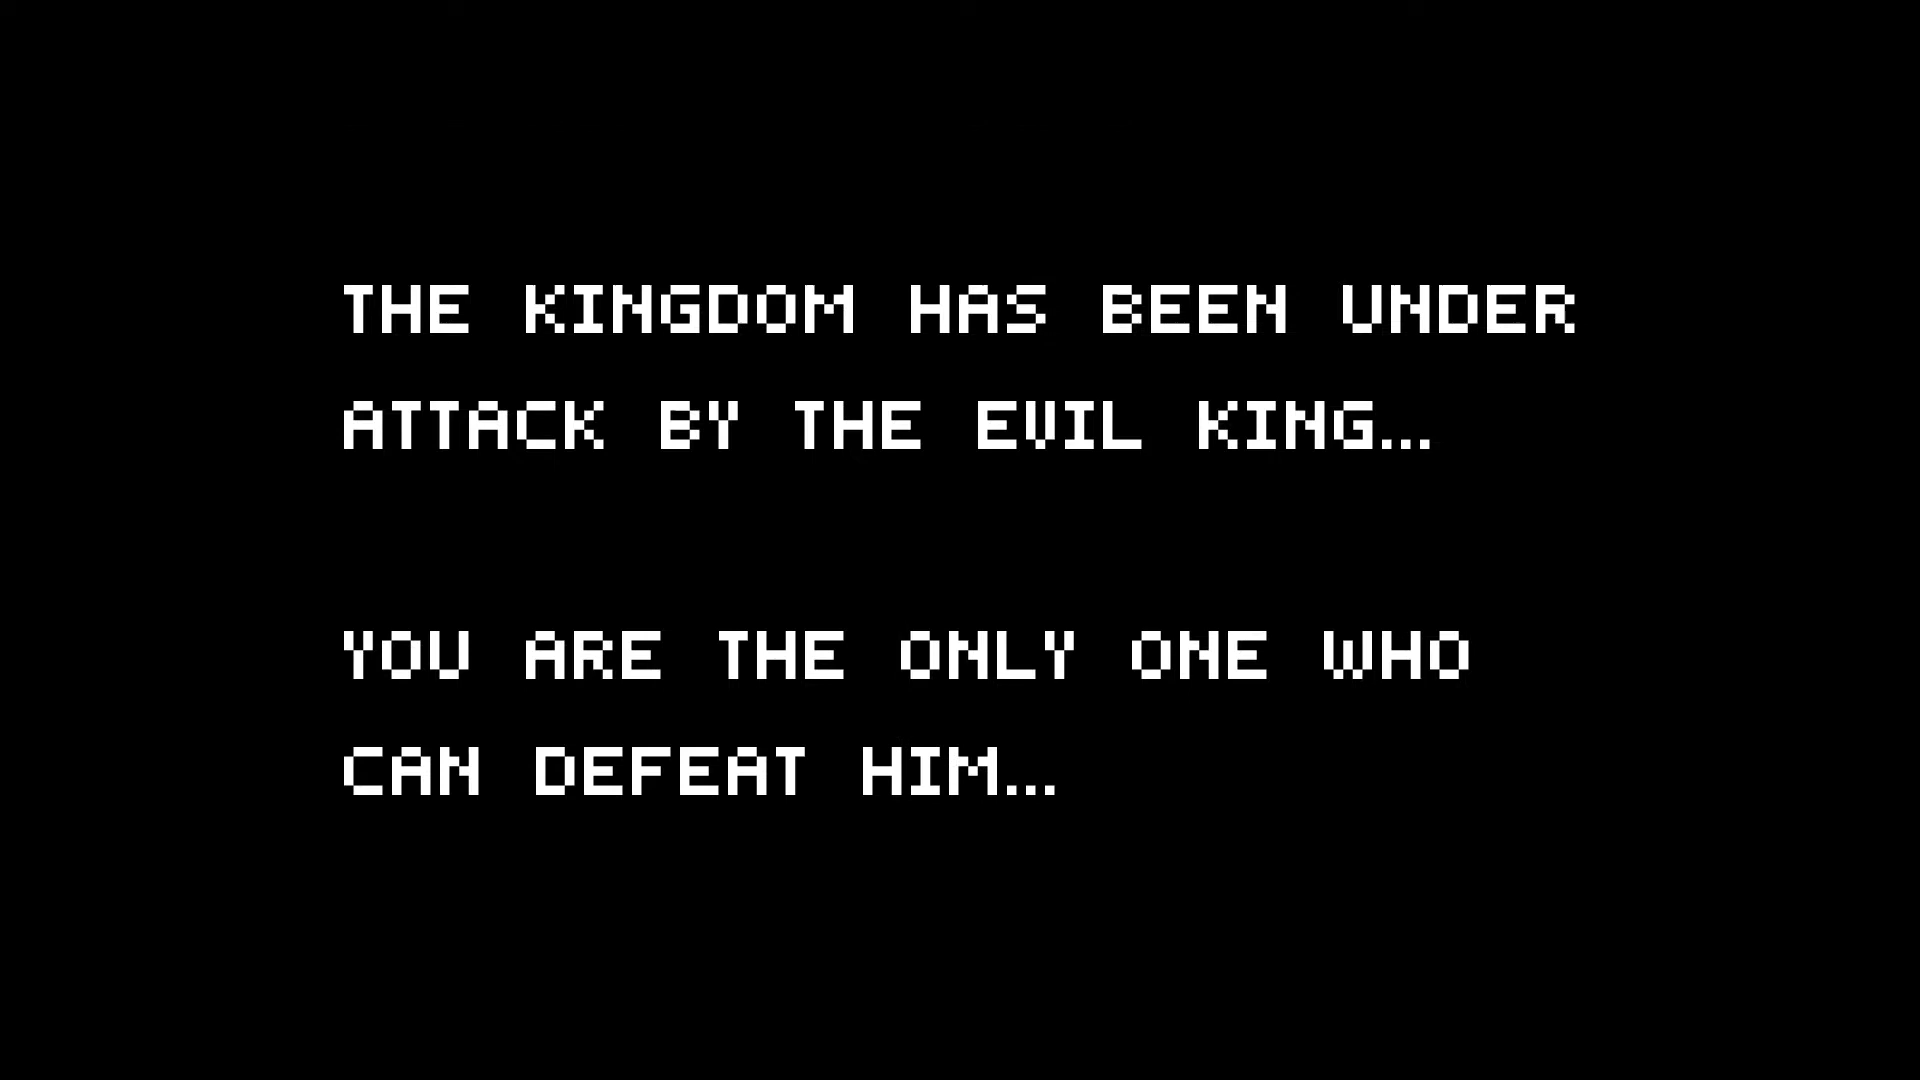 THE KINGDOM HAS BEEN UNDER
ATTACK BY THE EVIL KING...
YOU ARE THE ONLY ONE WHO
CAN DEFEAT HIM...